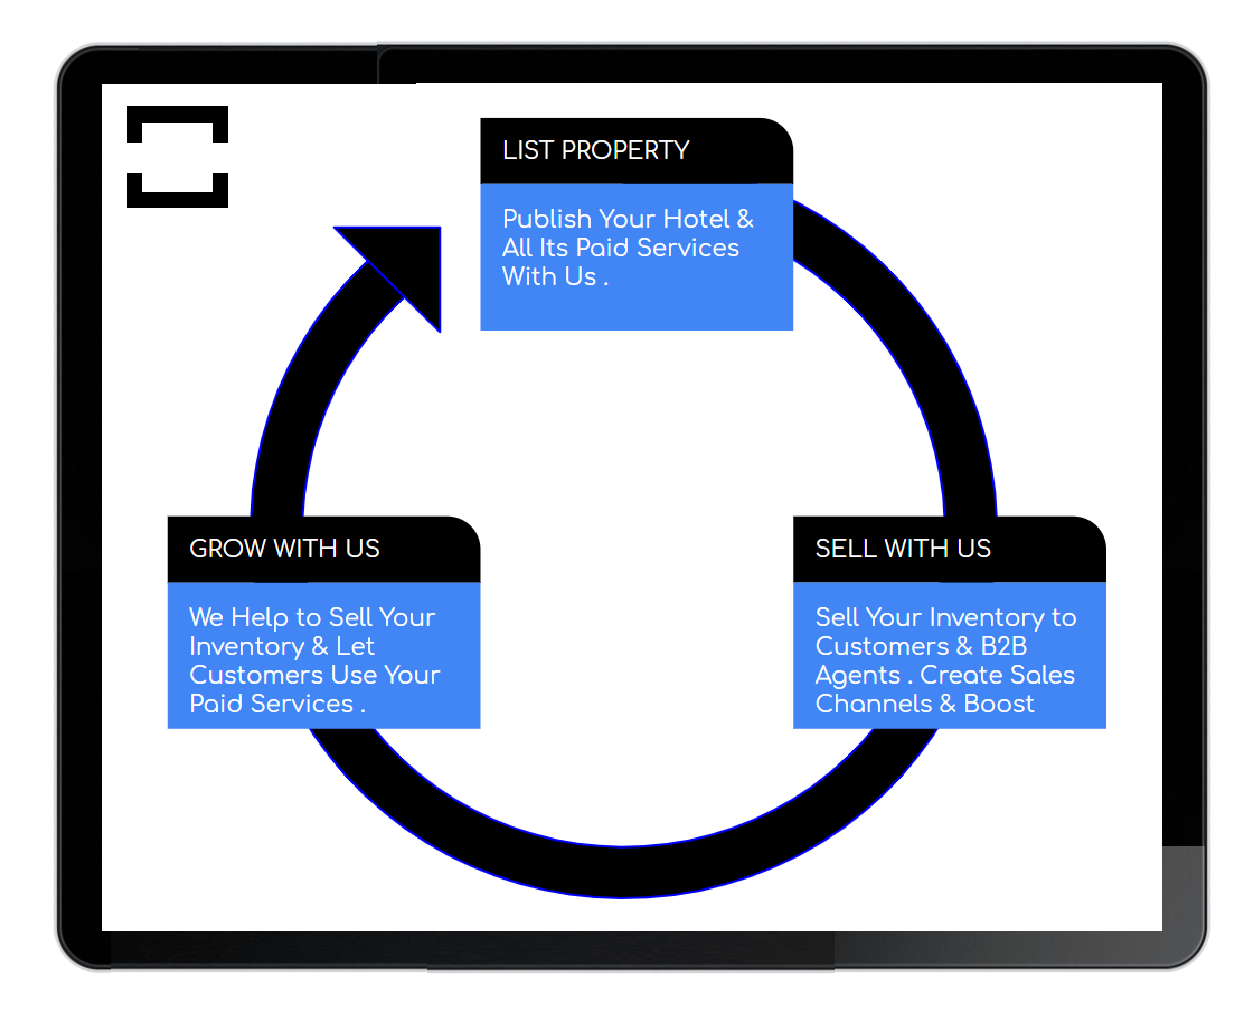 LIST PROPERTY
Publish Your Hotel &
All Its Paid Services
With Us .
SELL WITH US
Sell Your Inventory to
Customers & B2B
Agents . Create Sales
Channels & Boost
GROW WITH US
We Help to Sell Your
Inventory & Let
Customers Use Your
Paid Services .